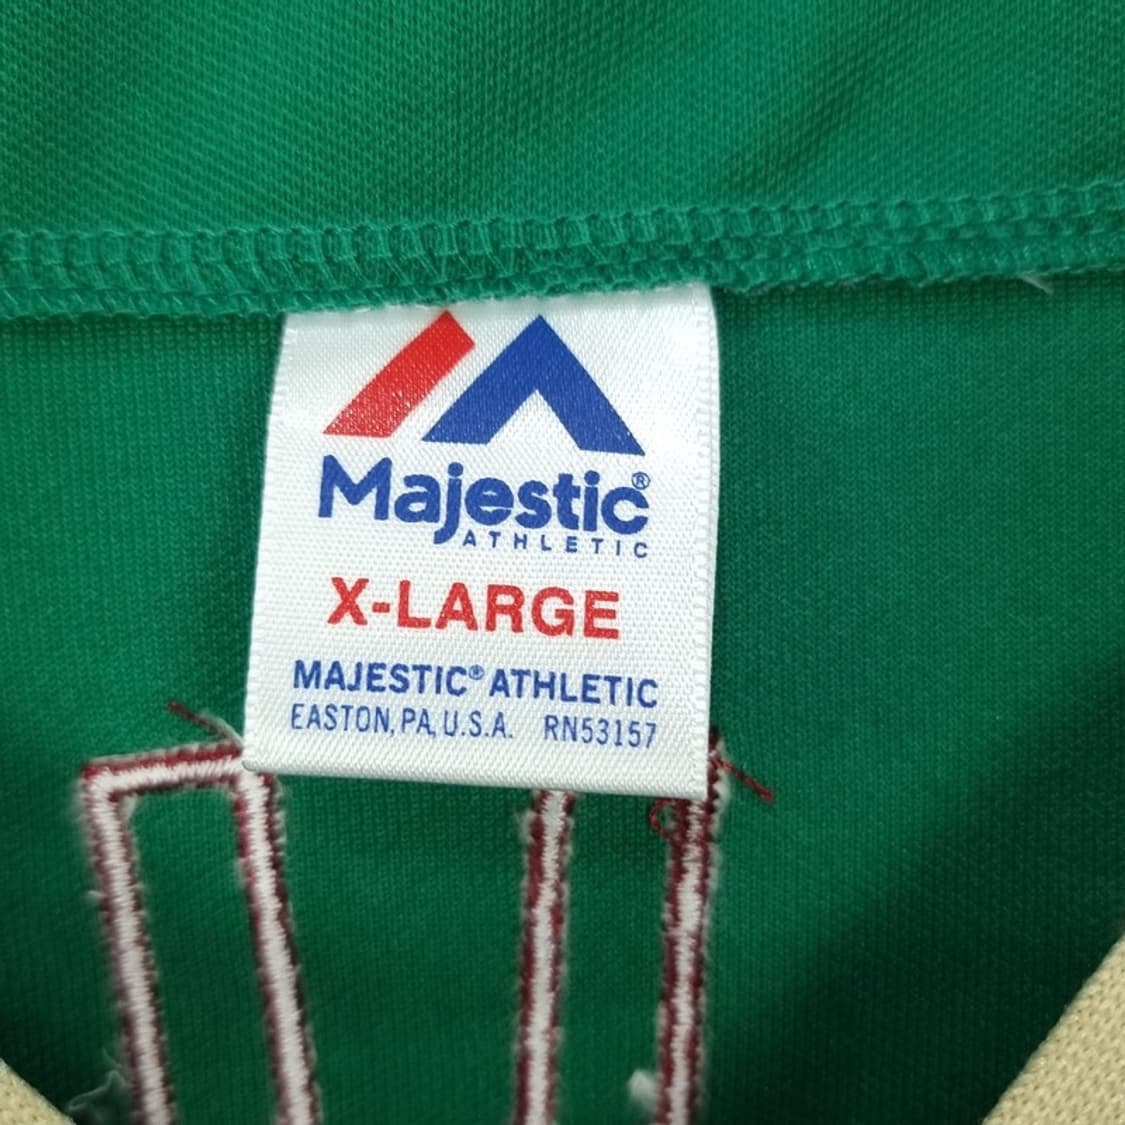 Majestic®
ATHLETIC
X-LARGE
MAJESTIC® ATHLETIC
EASTON, PA, U.S.A. RN53157